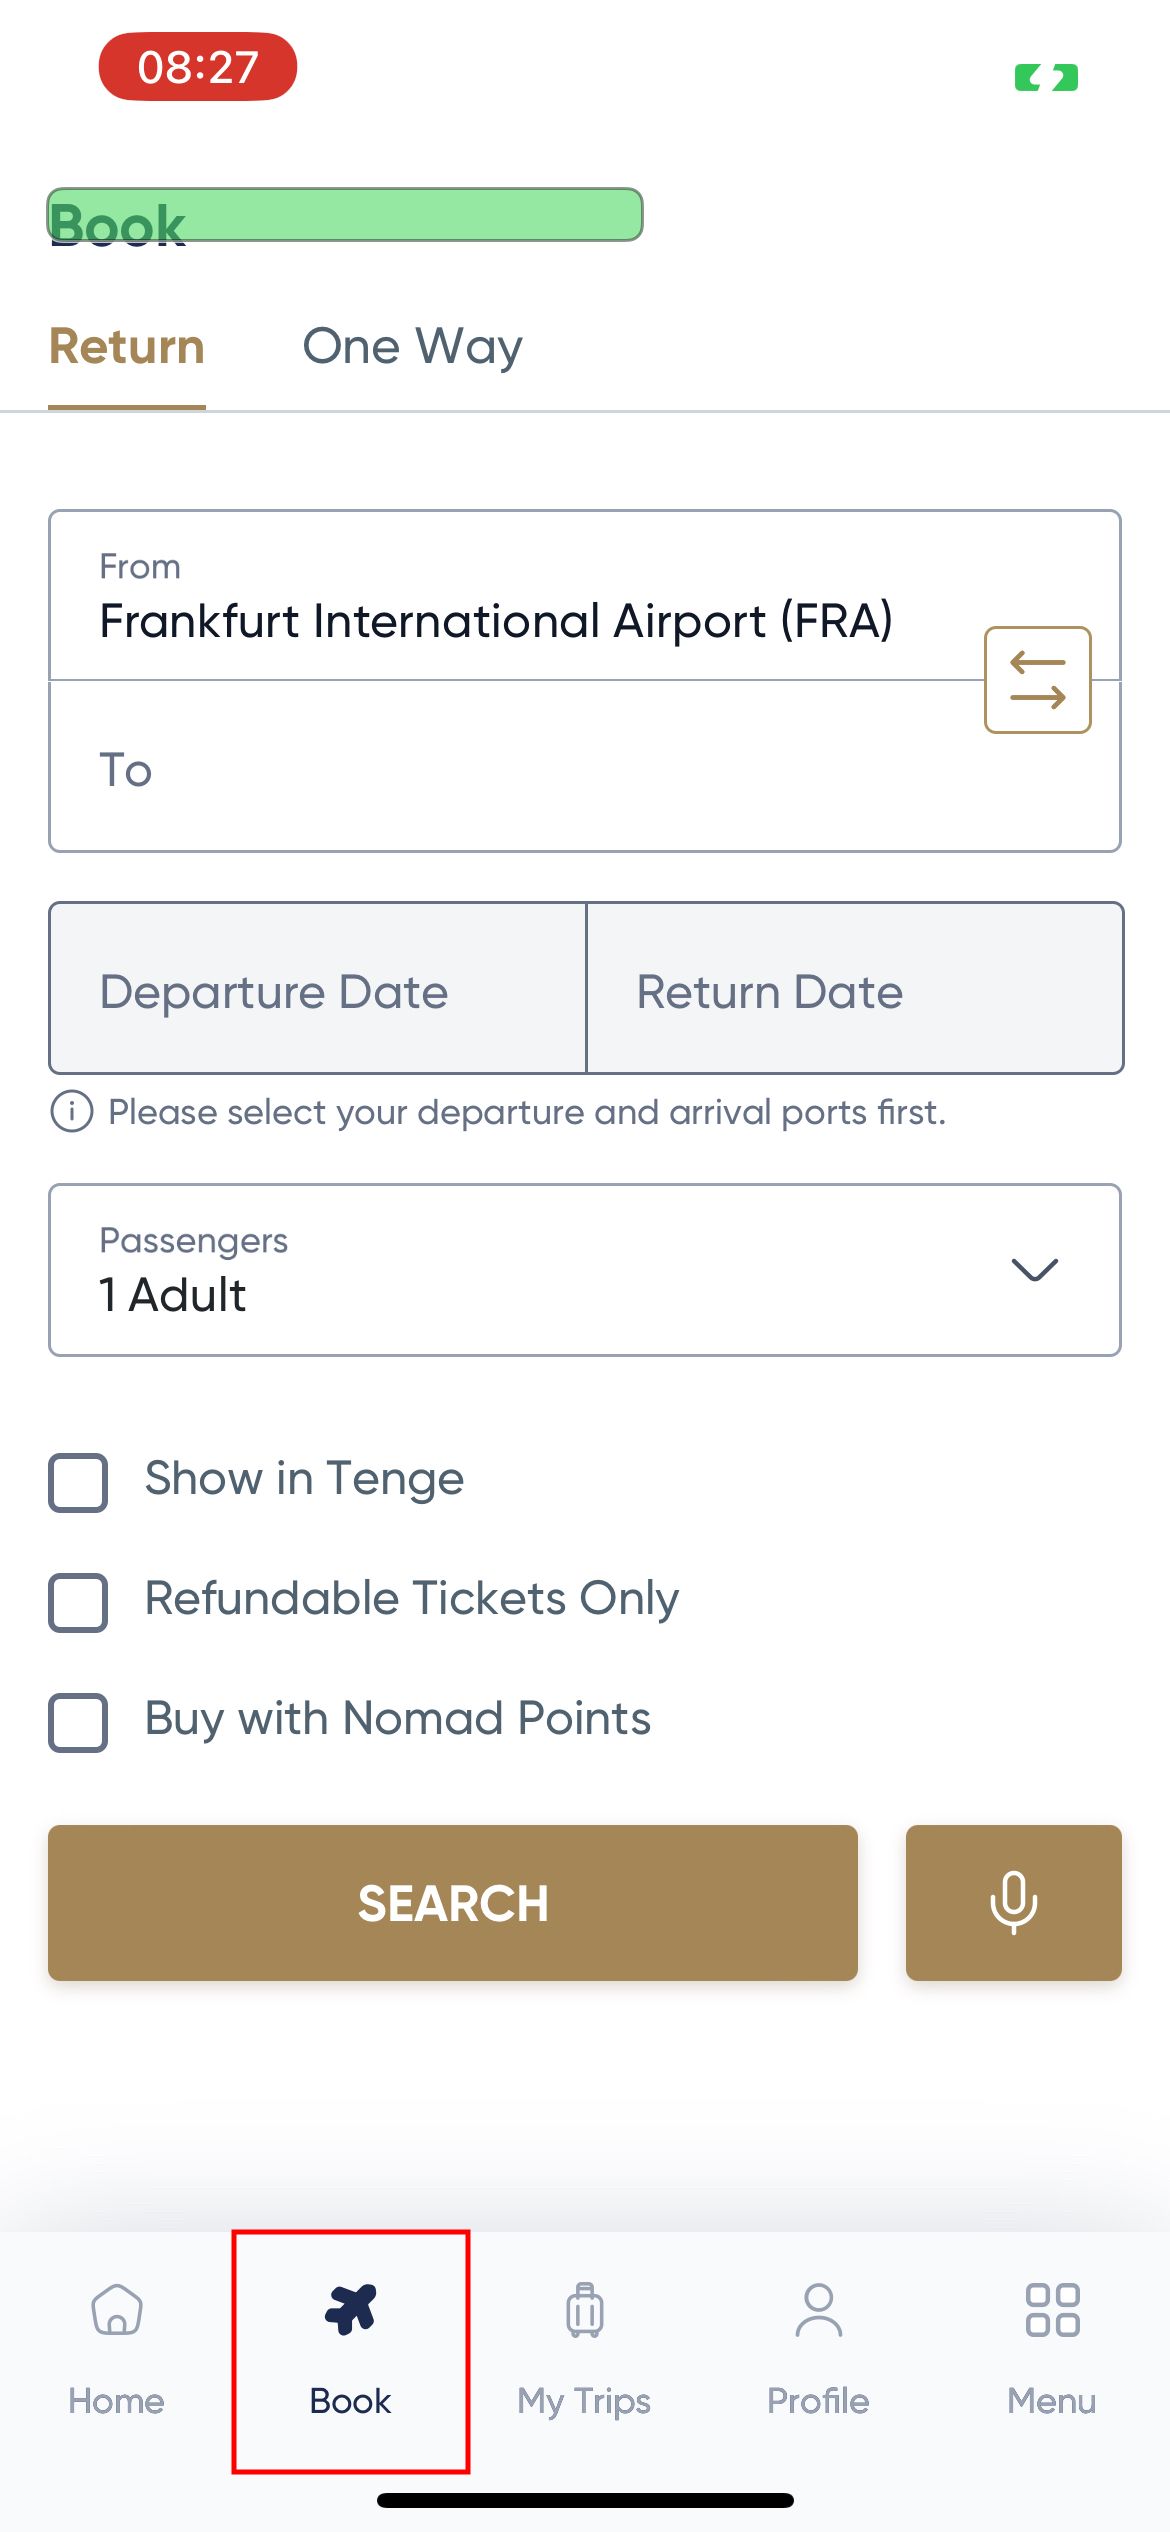 08:27
Book
Return One Way
From
Frankfurt International Airport (FRA)
To
Departure Date Return Date
Please select your departure and arrival ports first.
Passengers
1 Adult
Show in Tenge
Refundable Tickets Only
Buy with Nomad Points
SEARCH
Home Book My Trips Profile Menu